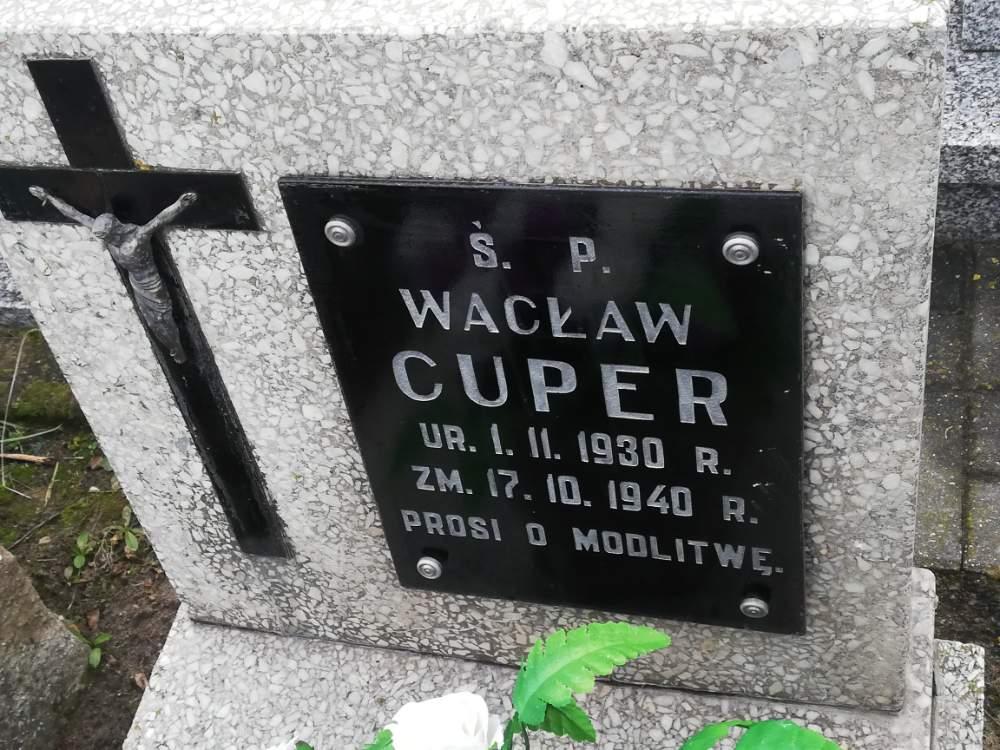 Ś. P.
WACŁAW
CUPER
UR. 1. 11. 1930 R.
ZM. 17. 10. 1940 R.
PROSI O MODLITWĘ.